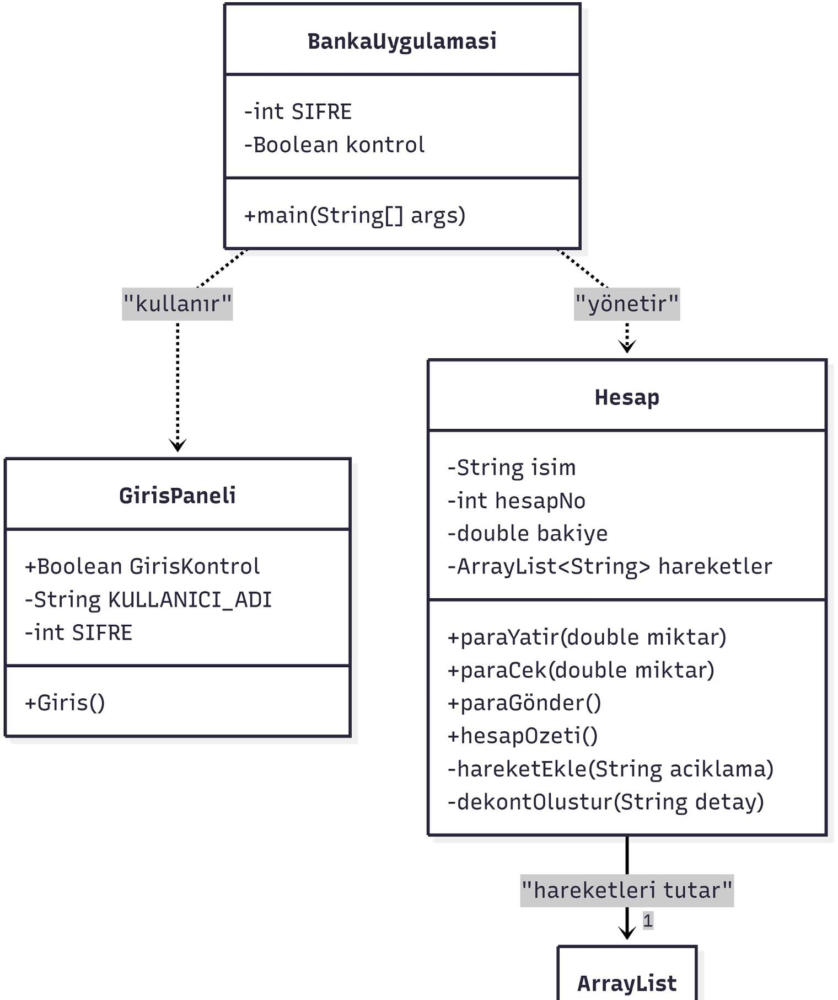 BankaUygulamasi
-int SIFRE
-Boolean kontrol
+main(String[] args)
"kullanır"
"yönetir"
GirisPaneli
+Boolean GirisKontrol
-String KULLANICI_ADI
-int SIFRE
+Giris()
Hesap
-String isim
-int hesapNo
-double bakiye
-ArrayList<String> hareketler
+paraYatir(double miktar)
+paraCek(double miktar)
+paraGönder()
+hesapOzeti()
-hareketEkle(String aciklama)
-dekontOlustur(String detay)
"hareketleri tutar"
1
ArrayList